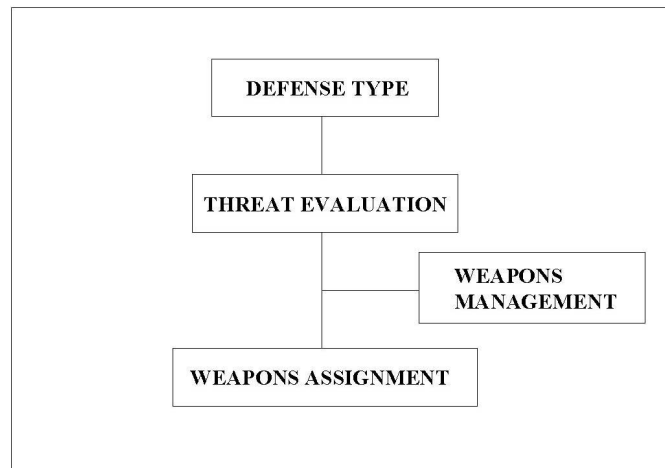 DEFENSE TYPE
THREAT EVALUATION
WEAPONS
MANAGEMENT
WEAPONS ASSIGNMENT